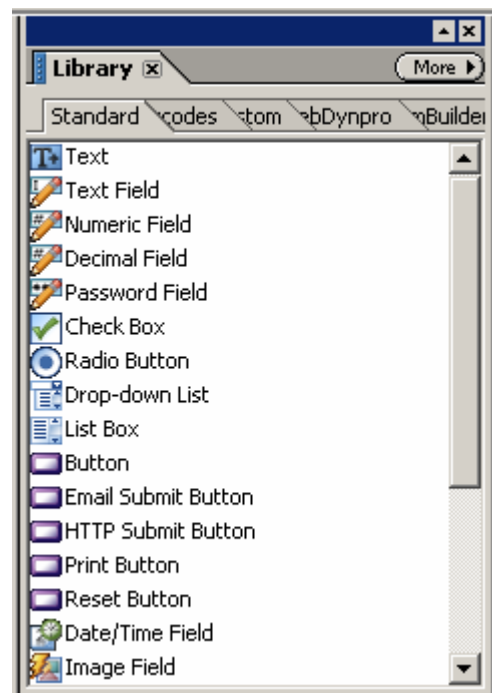 Library
More
Standard codes stom ebDynpro mBuilder
Text
Text Field
Numeric Field
Decimal Field
Password Field
Check Box
Radio Button
Drop-down List
List Box
Button
Email Submit Button
HTTP Submit Button
Print Button
Reset Button
Date/Time Field
Image Field